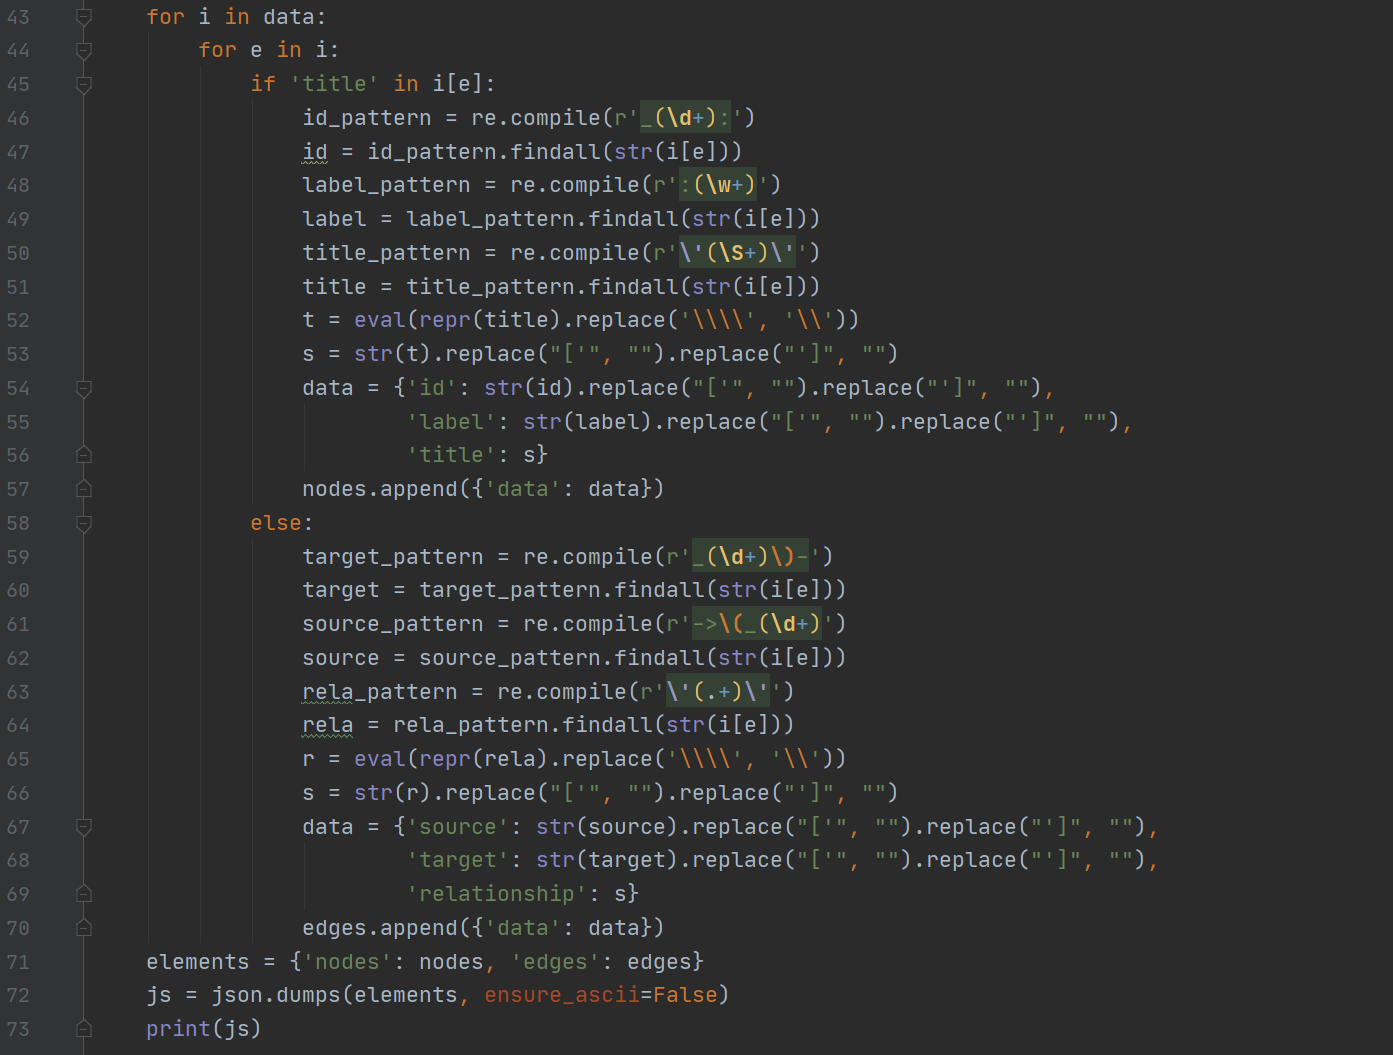 43 for i in data:
44 for e in i:
45 if 'title' in i[e]:
46 id_pattern = re.compile(r'_(\d+):')
47 id = id_pattern.findall(str(i[e]))
48 label_pattern = re.compile(r':(\w+)')
49 label = label_pattern.findall(str(i[e]))
50 title_pattern = re.compile(r'\'(\S+)\'')
51 title = title_pattern.findall(str(i[e]))
52 t = eval(repr(title).replace('\\\\', '\\'))
53 s = str(t).replace("['", "").replace("']", "")
54 data = {'id': str(id).replace("['", "").replace("']", ""),
55 'label': str(label).replace("['", "").replace("']", ""),
56 'title': s}
57 nodes.append({'data': data})
58 else:
59 target_pattern = re.compile(r'_(\d+)\)-')
60 target = target_pattern.findall(str(i[e]))
61 source_pattern = re.compile(r'->\(_(\d+)')
62 source = source_pattern.findall(str(i[e]))
63 rela_pattern = re.compile(r'\'(.+)\'')
64 rela = rela_pattern.findall(str(i[e]))
65 r = eval(repr(rela).replace('\\\\', '\\'))
66 s = str(r).replace("['", "").replace("']", "")
67 data = {'source': str(source).replace("['", "").replace("']", ""),
68 'target': str(target).replace("['", "").replace("']", ""),
69 'relationship': s}
70 edges.append({'data': data})
71 elements = {'nodes': nodes, 'edges': edges}
72 js = json.dumps(elements, ensure_ascii=False)
73 print(js)